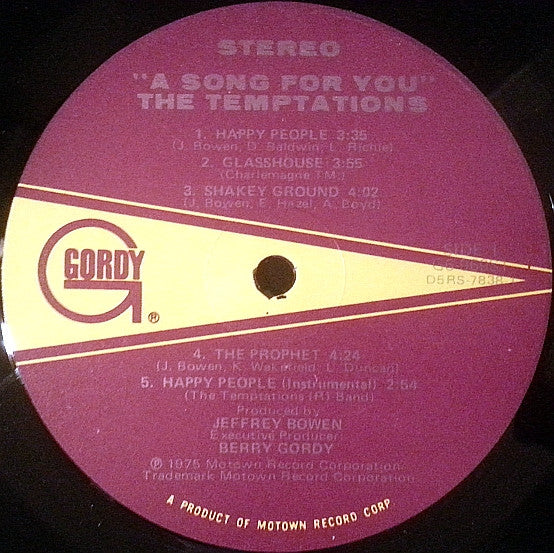 STEREO
"A SONG FOR YOU"
THE TEMPTATIONS
1. HAPPY PEOPLE 3:35
(J. Bowen, D. Baldwin, L. Richie)
2. GLASSHOUSE 3:55
(Charlemagne TM:)
3. SHAKEY GROUND 4:02
(J. Bowen, E. Hazel, A. Boyd)
SIDE 1
GORDY ®
4. THE PROPHET 4:24
(J. Bowen, K. Wakefield, L. Duncan)
5. HAPPY PEOPLE (Instrumental) 2:54
(The Temptations (R) Band)
Produced by
JEFFREY BOWEN
Executive Producer
BERRY GORDY
℗ 1975 Motown Record Corporation
Trademark Motown Record Corporation.
A PRODUCT OF MOTOWN RECORD CORP.